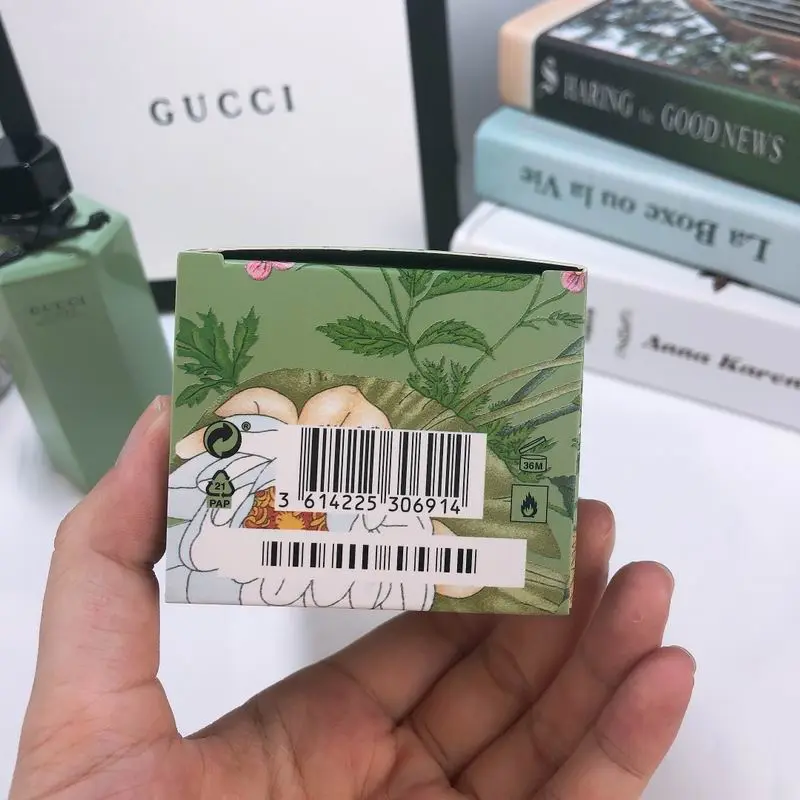 GUCCI
SHARING the GOOD NEWS
La Boxe ou la Vie
Anna Karen
GUCCI
®
21
PAP
3 614225 306914
36M